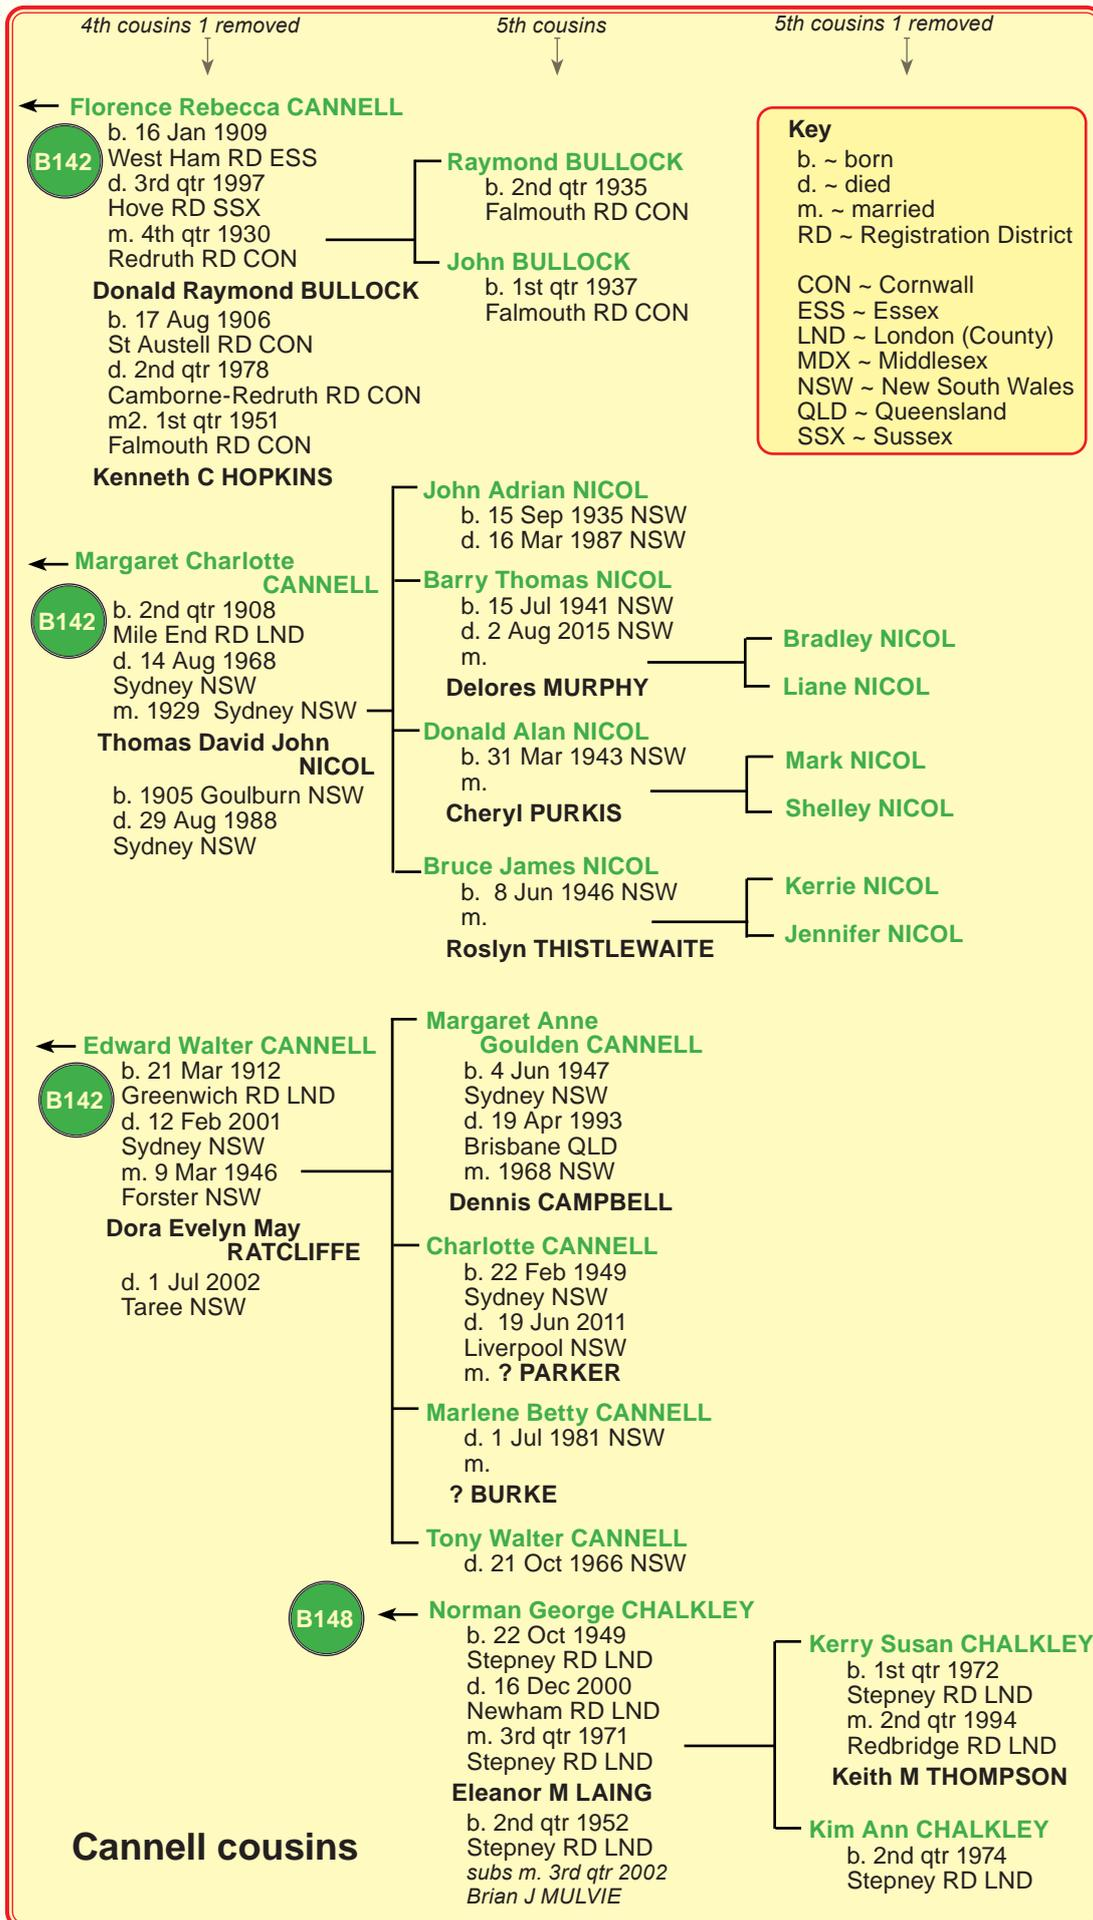 4th cousins 1 removed
5th cousins
5th cousins 1 removed
Florence Rebecca CANNELL
B142
b. 16 Jan 1909
West Ham RD ESS
d. 3rd qtr 1997
Hove RD SSX
m. 4th qtr 1930
Redruth RD CON
Donald Raymond BULLOCK
b. 17 Aug 1906
St Austell RD CON
d. 2nd qtr 1978
Camborne-Redruth RD CON
m2. 1st qtr 1951
Falmouth RD CON
Kenneth C HOPKINS
Raymond BULLOCK
b. 2nd qtr 1935
Falmouth RD CON
John BULLOCK
b. 1st qtr 1937
Falmouth RD CON
Key
b. ~ born
d. ~ died
m. ~ married
RD ~ Registration District
CON ~ Cornwall
ESS ~ Essex
LND ~ London (County)
MDX ~ Middlesex
NSW ~ New South Wales
QLD ~ Queensland
SSX ~ Sussex
Margaret Charlotte
CANNELL
B142
b. 2nd qtr 1908
Mile End RD LND
d. 14 Aug 1968
Sydney NSW
m. 1929 Sydney NSW
Thomas David John
NICOL
b. 1905 Goulburn NSW
d. 29 Aug 1988
Sydney NSW
John Adrian NICOL
b. 15 Sep 1935 NSW
d. 16 Mar 1987 NSW
Barry Thomas NICOL
b. 15 Jul 1941 NSW
d. 2 Aug 2015 NSW
m.
Delores MURPHY
Bradley NICOL
Liane NICOL
Donald Alan NICOL
b. 31 Mar 1943 NSW
m.
Cheryl PURKIS
Mark NICOL
Shelley NICOL
Bruce James NICOL
b. 8 Jun 1946 NSW
m.
Roslyn THISTLEWAITE
Kerrie NICOL
Jennifer NICOL
Edward Walter CANNELL
B142
b. 21 Mar 1912
Greenwich RD LND
d. 12 Feb 2001
Sydney NSW
m. 9 Mar 1946
Forster NSW
Dora Evelyn May
RATCLIFFE
d. 1 Jul 2002
Taree NSW
Margaret Anne
Goulden CANNELL
b. 4 Jun 1947
Sydney NSW
d. 19 Apr 1993
Brisbane QLD
m. 1968 NSW
Dennis CAMPBELL
Charlotte CANNELL
b. 22 Feb 1949
Sydney NSW
d. 19 Jun 2011
Liverpool NSW
m. ? PARKER
Marlene Betty CANNELL
d. 1 Jul 1981 NSW
m.
? BURKE
Tony Walter CANNELL
d. 21 Oct 1966 NSW
B148
Norman George CHALKLEY
b. 22 Oct 1949
Stepney RD LND
d. 16 Dec 2000
Newham RD LND
m. 3rd qtr 1971
Stepney RD LND
Eleanor M LAING
b. 2nd qtr 1952
Stepney RD LND
subs m. 3rd qtr 2002
Brian J MULVIE
Kerry Susan CHALKLEY
b. 1st qtr 1972
Stepney RD LND
m. 2nd qtr 1994
Redbridge RD LND
Keith M THOMPSON
Kim Ann CHALKLEY
b. 2nd qtr 1974
Stepney RD LND
Cannell cousins